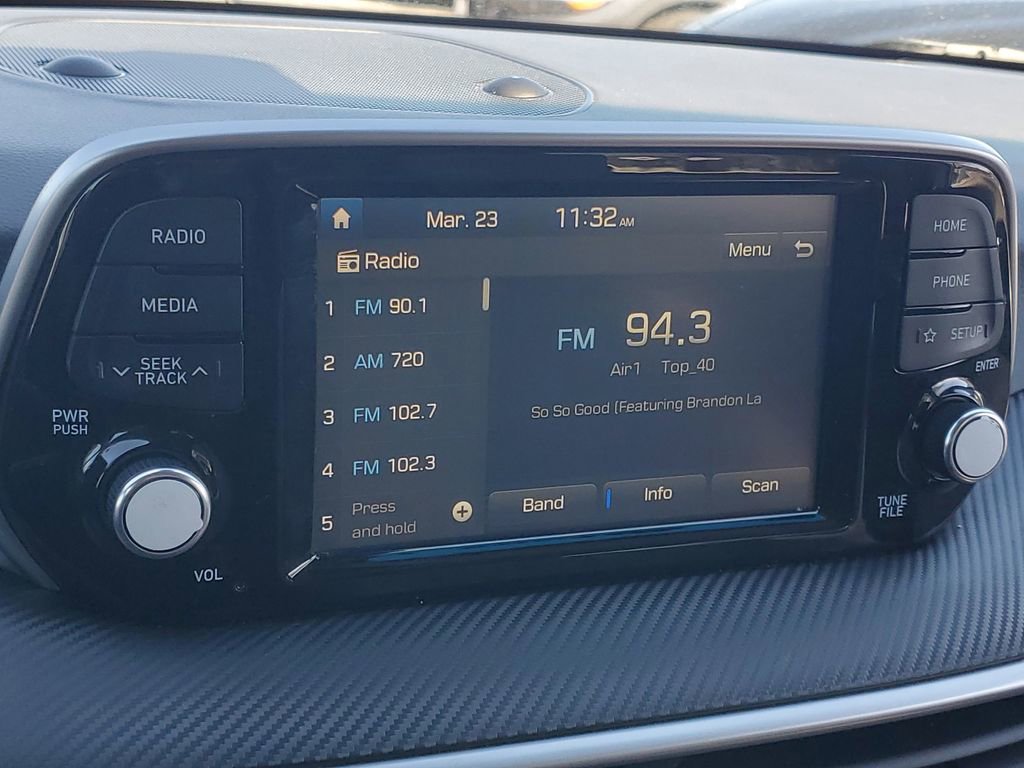 RADIO
MEDIA
SEEK
TRACK
PWR
PUSH
VOL
Mar. 23 11:32 AM
Radio
Menu
1 FM 90.1
2 AM 720
3 FM 102.7
4 FM 102.3
5 Press
and hold
FM 94.3
Air1 Top_40
So So Good (Featuring Brandon La
Band Info Scan
HOME
PHONE
SETUP
ENTER
TUNE
FILE